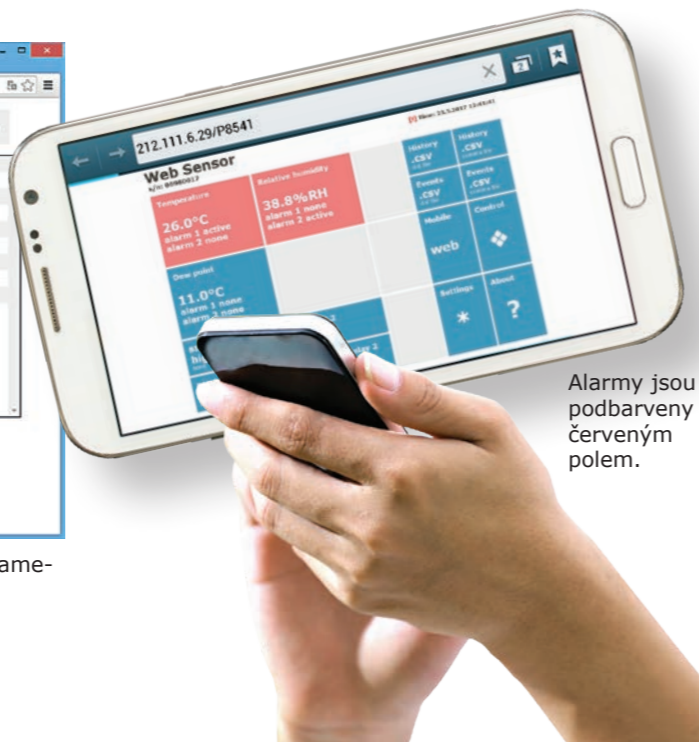 2
212.111.6.29/P8541
Web Sensor
Temperature
26.0°C
alarm 1 active
alarm 2 none
Relative humidity
38.8%RH
alarm 1 none
alarm 2 active
Dew point
11.0°C
alarm 1 none
alarm 2 none
History
.CSV
History
.CSV
Events
.CSV
Events
.CSV
Mobile
web
Control
Settings
About
?
Alarmy jsou
podbarveny
červeným
polem.
ame-